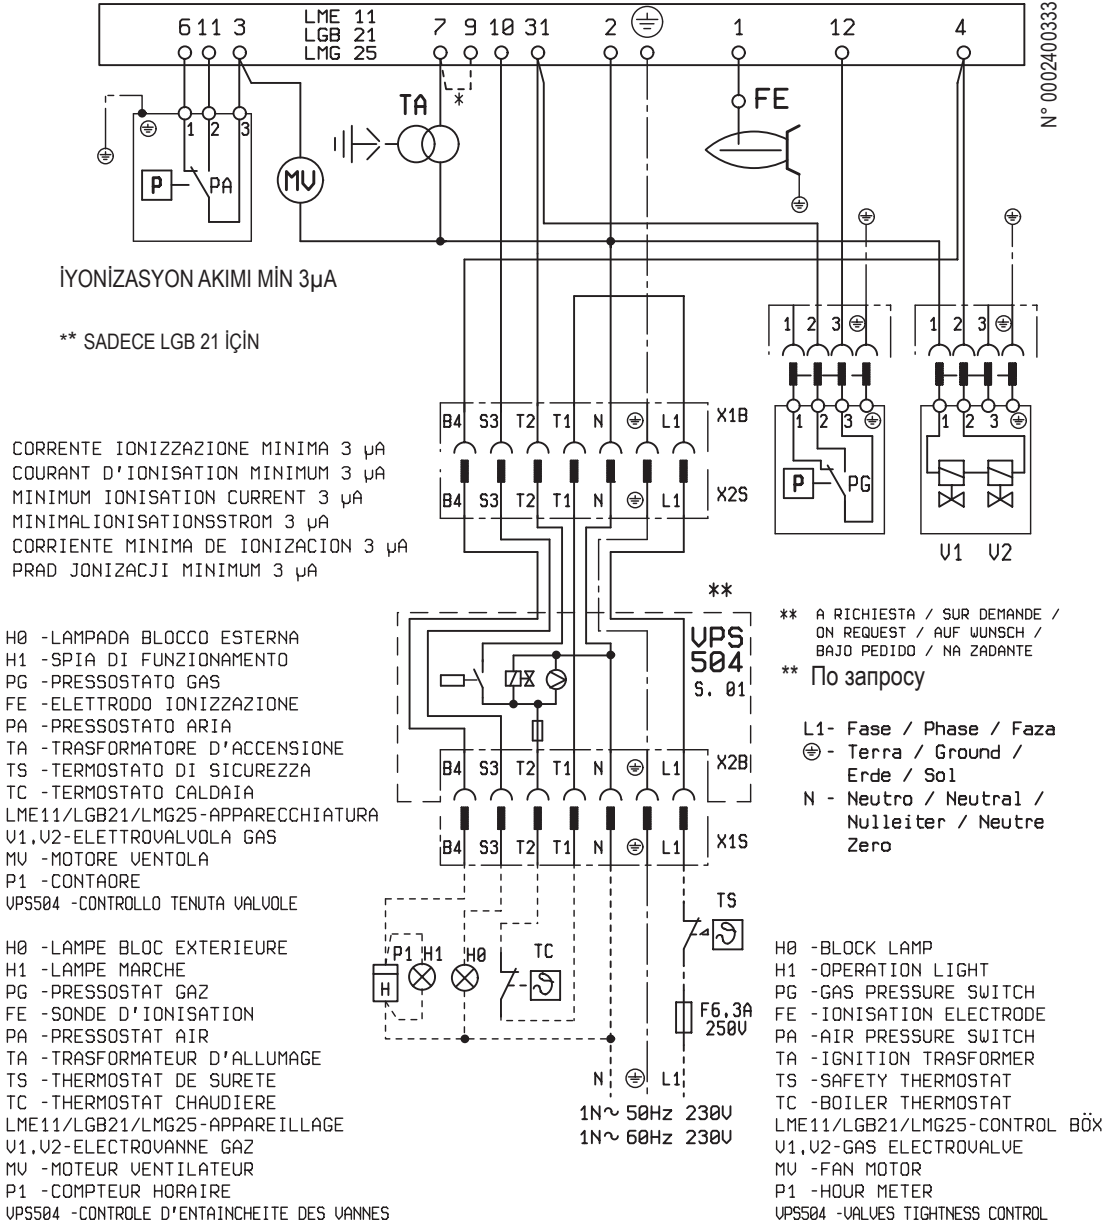 LME 11
LGB 21
LMG 25
6 11 3 7 9 10 31 2 1 12 4
N° 0002400333
*
TA
FE
1 2 3
P
PA
MV
İYONİZASYON AKIMI MİN 3µA
** SADECE LGB 21 İÇİN
1 2 3
1 2 3
B4 S3 T2 T1 N L1
X1B
1 2 3
1 2 3
P
PG
V1 V2
CORRENTE IONIZZAZIONE MINIMA 3 µA
COURANT D'IONISATION MINIMUM 3 µA
MINIMUM IONISATION CURRENT 3 µA
MINIMALIONISATIONSSTROM 3 µA
CORRIENTE MINIMA DE IONIZACION 3 µA
PRAD JONIZACJI MINIMUM 3 µA
B4 S3 T2 T1 N L1
X2S
**
VPS
504
S. 01
** A RICHIESTA / SUR DEMANDE /
ON REQUEST / AUF WUNSCH /
BAJO PEDIDO / NA ZADANTE
** По запросу
L1- Fase / Phase / Faza
- Terra / Ground /
Erde / Sol
N - Neutro / Neutral /
Nulleiter / Neutre
Zero
H0 -LAMPADA BLOCCO ESTERNA
H1 -SPIA DI FUNZIONAMENTO
PG -PRESSOSTATO GAS
FE -ELETTRODO IONIZZAZIONE
PA -PRESSOSTATO ARIA
TA -TRASFORMATORE D'ACCENSIONE
TS -TERMOSTATO DI SICUREZZA
TC -TERMOSTATO CALDAIA
LME11/LGB21/LMG25-APPARECCHIATURA
V1,V2-ELETTROVALVOLA GAS
MV -MOTORE VENTOLA
P1 -CONTAORE
VPS504 -CONTROLLO TENUTA VALVOLE
B4 S3 T2 T1 N L1
X2B
B4 S3 T2 T1 N L1
X1S
TS
P1 H1
H0
TC
H
F6,3A
250V
N L1
1N~ 50Hz 230V
1N~ 60Hz 230V
H0 -LAMPE BLOC EXTERIEURE
H1 -LAMPE MARCHE
PG -PRESSOSTAT GAZ
FE -SONDE D'IONISATION
PA -PRESSOSTAT AIR
TA -TRASFORMATEUR D'ALLUMAGE
TS -THERMOSTAT DE SURETE
TC -THERMOSTAT CHAUDIERE
LME11/LGB21/LMG25-APPAREILLAGE
V1,V2-ELECTROVANNE GAZ
MV -MOTEUR VENTILATEUR
P1 -COMPTEUR HORAIRE
VPS504 -CONTROLE D'ENTAINCHEITE DES VANNES
H0 -BLOCK LAMP
H1 -OPERATION LIGHT
PG -GAS PRESSURE SWITCH
FE -IONISATION ELECTRODE
PA -AIR PRESSURE SWITCH
TA -IGNITION TRASFORMER
TS -SAFETY THERMOSTAT
TC -BOILER THERMOSTAT
LME11/LGB21/LMG25-CONTROL BÖX
V1,V2-GAS ELECTROVALVE
MV -FAN MOTOR
P1 -HOUR METER
VPS504 -VALVES TIGHTNESS CONTROL